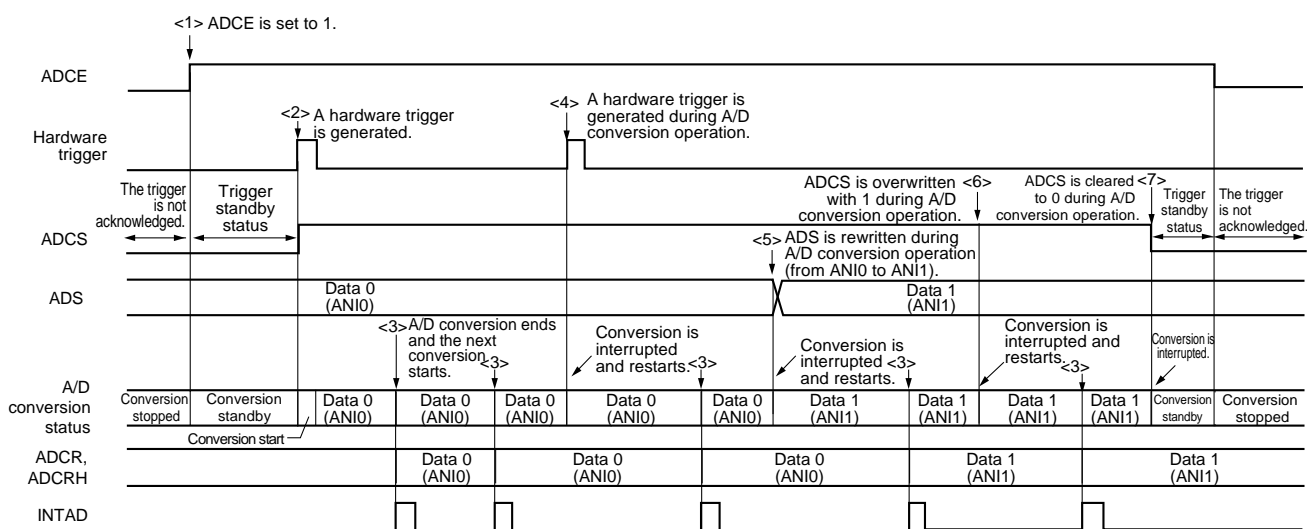 <1> ADCE is set to 1.
ADCE
<2> A hardware trigger
is generated.
<4> A hardware trigger is
generated during A/D
conversion operation.
Hardware
trigger
The trigger
is not
acknowledged.
Trigger
standby
status
ADCS is overwritten <6>
with 1 during A/D
conversion operation.
ADCS is cleared <7>
to 0 during A/D
conversion operation.
Trigger
standby
status
The trigger
is not
acknowledged.
ADCS
<5> ADS is rewritten during
A/D conversion operation
(from ANI0 to ANI1).
ADS
Data 0
(ANI0)
Data 1
(ANI1)
<3> A/D conversion ends
and the next
conversion
starts.
<3>
Conversion is
interrupted
and restarts.
<3>
Conversion is
interrupted
and restarts.
<3>
Conversion is
interrupted and
restarts.
<3>
Conversion is
interrupted.
A/D
conversion
status
Conversion
stopped
Conversion
standby
Conversion start
Data 0
(ANI0)
Data 0
(ANI0)
Data 0
(ANI0)
Data 0
(ANI0)
Data 0
(ANI0)
Data 1
(ANI1)
Data 1
(ANI1)
Data 1
(ANI1)
Data 1
(ANI1)
Conversion
standby
Conversion
stopped
ADCR,
ADCRH
Data 0
(ANI0)
Data 0
(ANI0)
Data 0
(ANI0)
Data 1
(ANI1)
Data 1
(ANI1)
INTAD